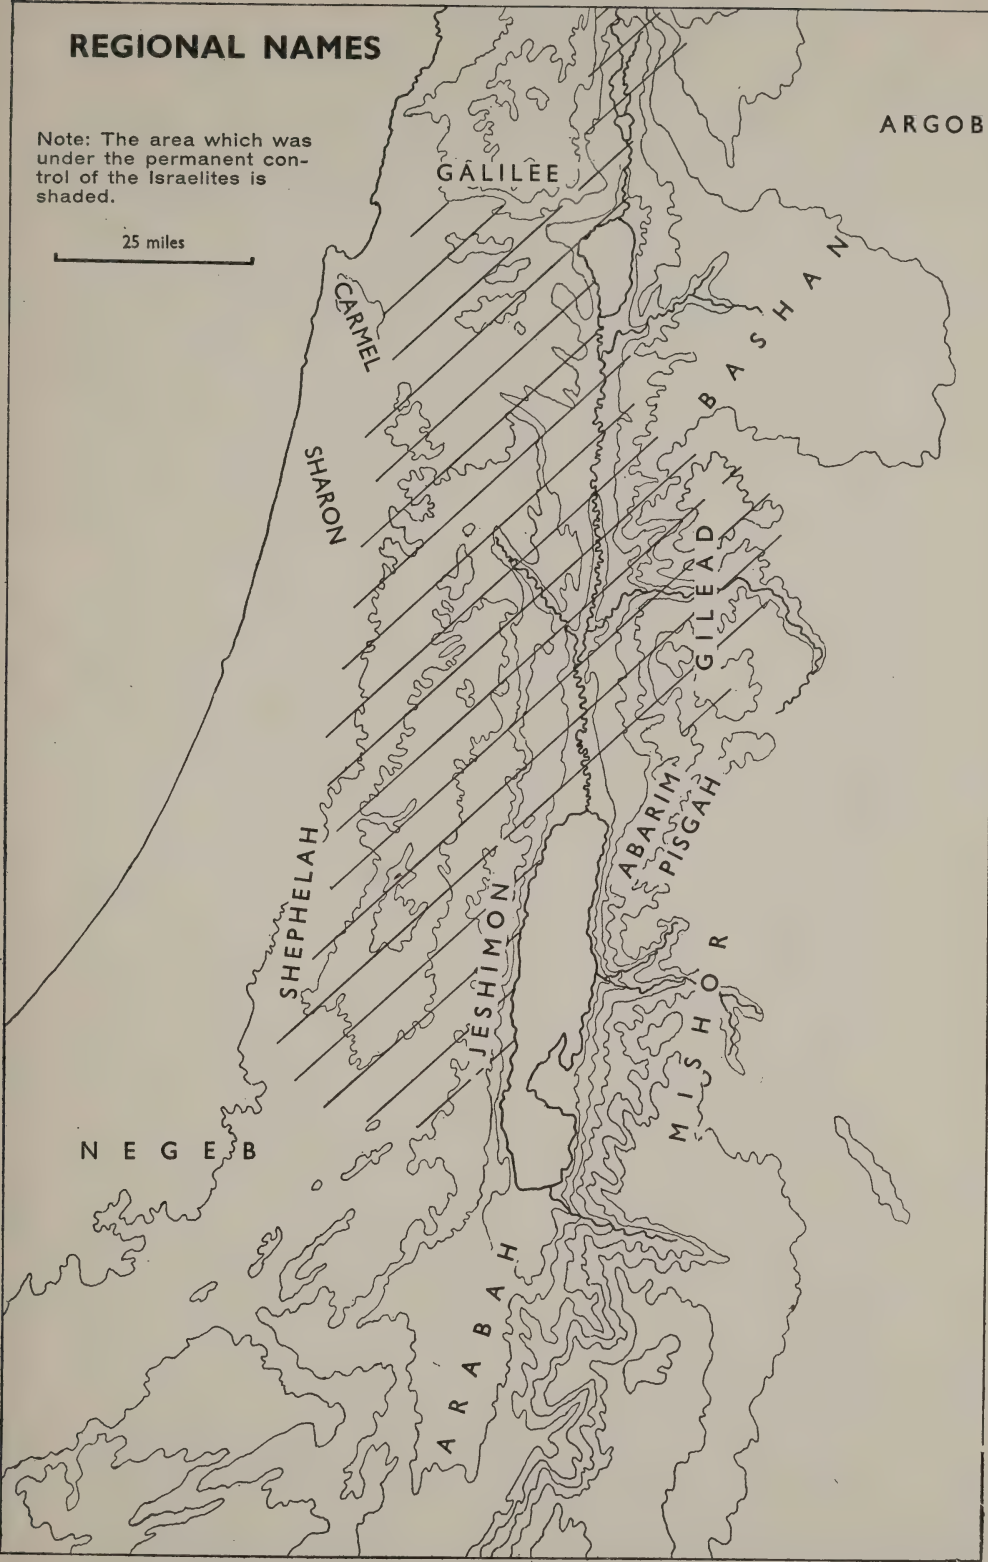 REGIONAL NAMES
Note: The area which was
under the permanent con-
trol of the Israelites is
shaded.
25 miles
ARGOB
GALILEE
BASHAN
CARMEL
SHARON
GILEAD
ABARIM
PISGAH
SHEPHELAH
JESHIMON
MISHOR
NEGEB
ARABAH